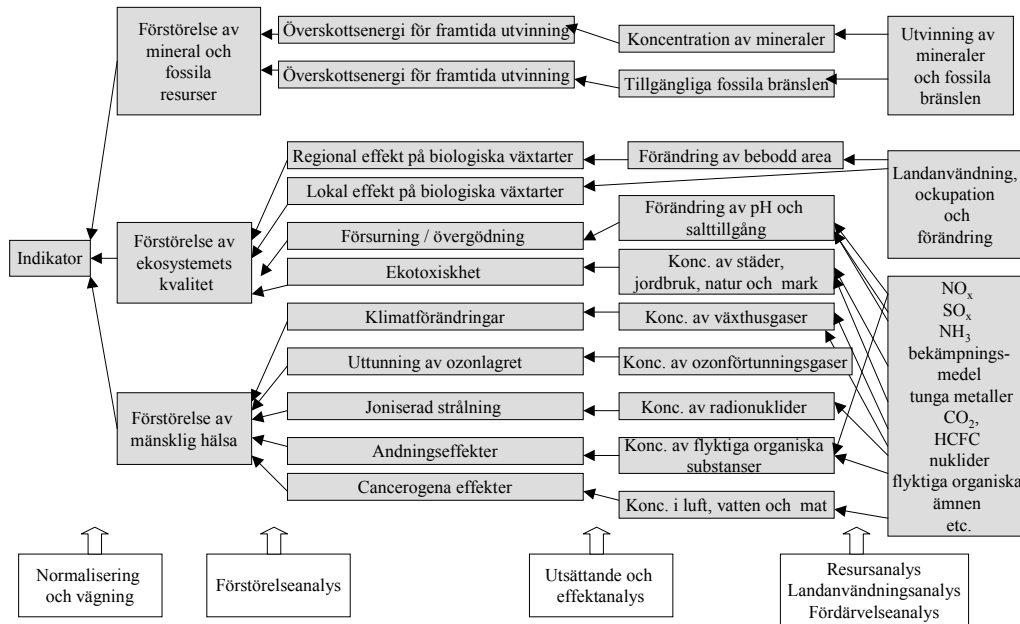 Förstörelse av
mineral och
fossila
resurser
Överskottsenergi för framtida utvinning
Överskottsenergi för framtida utvinning
Koncentration av mineraler
Tillgängliga fossila bränslen
Utvinning av
mineraler
och fossila
bränslen
Regional effekt på biologiska växtarter
Lokal effekt på biologiska växtarter
Försurning / övergödning
Ekotoxiskhet
Klimatförändringar
Uttunning av ozonlagret
Joniserad strålning
Andningseffekter
Cancerogena effekter
Förändring av bebodd area
Förändring av pH och
salttillgång
Konc. av städer,
jordbruk, natur och mark
Konc. av växthusgaser
Konc. av ozonförtunningsgaser
Konc. av radionuklider
Konc. av flyktiga organiska
substanser
Konc. i luft, vatten och mat
Landanvändning,
ockupation
och
förändring
Indikator
Förstörelse av
ekosystemets
kvalitet
Förstörelse av
mänsklig hälsa
NOₓ
SOₓ
NH₃
bekämpnings-
medel
tunga metaller
CO₂,
HCFC
nuklider
flyktiga organiska
ämnen
etc.
Normalisering
och vägning
Förstörelseanalys
Utsättande och
effektanalys
Resursanalys
Landanvändningsanalys
Fördärvelseanalys